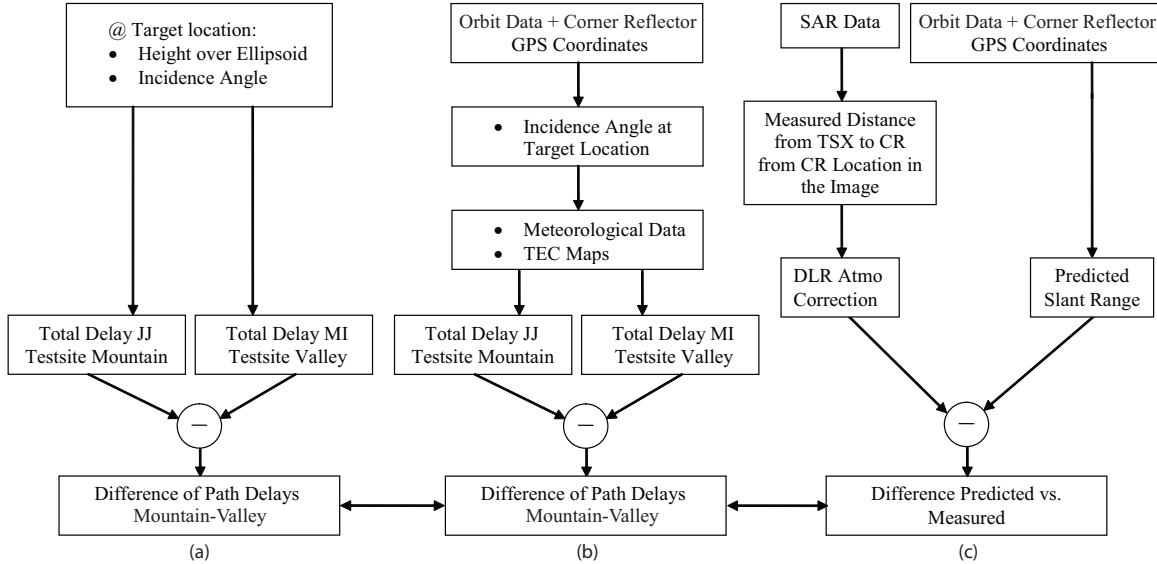 @ Target location:
• Height over Ellipsoid
• Incidence Angle
Total Delay JJ
Testsite Mountain
Total Delay MI
Testsite Valley
−
Difference of Path Delays
Mountain-Valley
(a)
Orbit Data + Corner Reflector
GPS Coordinates
• Incidence Angle at
Target Location
• Meteorological Data
• TEC Maps
Total Delay JJ
Testsite Mountain
Total Delay MI
Testsite Valley
−
Difference of Path Delays
Mountain-Valley
(b)
SAR Data
Orbit Data + Corner Reflector
GPS Coordinates
Measured Distance
from TSX to CR
from CR Location in
the Image
DLR Atmo
Correction
Predicted
Slant Range
−
Difference Predicted vs.
Measured
(c)